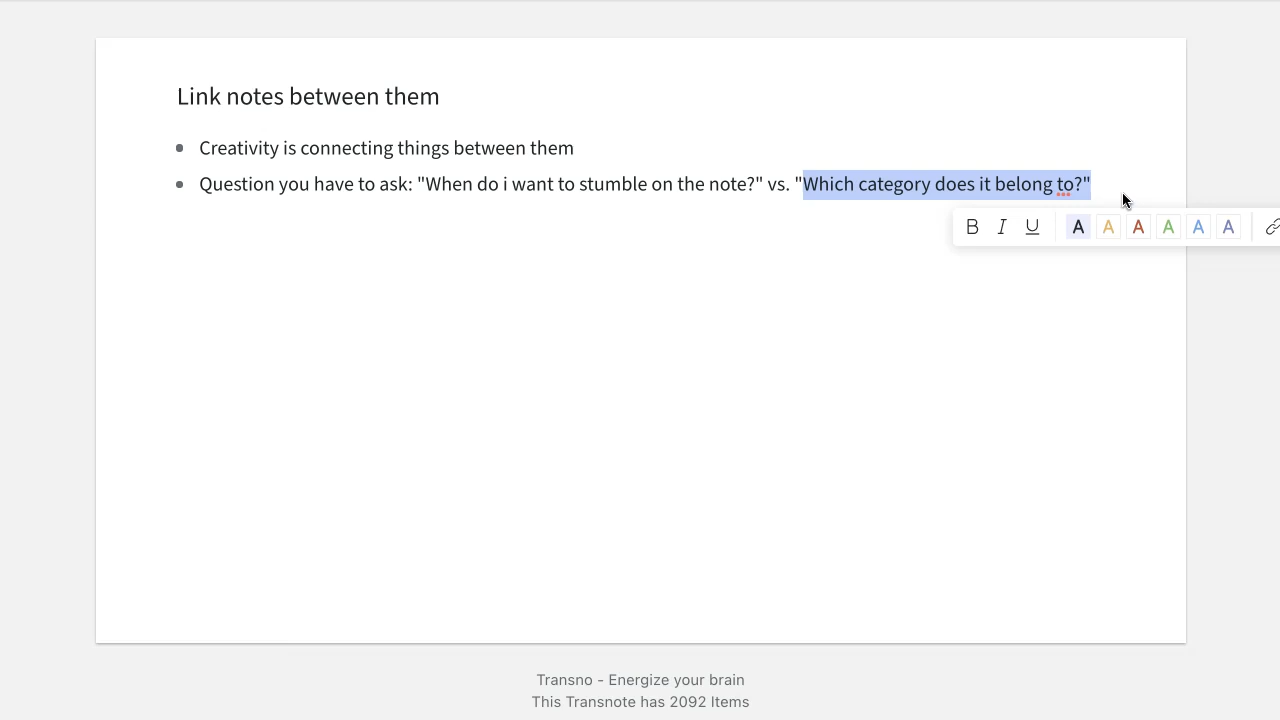 Link notes between them
Creativity is connecting things between them
Question you have to ask: "When do i want to stumble on the note?" vs. "Which category does it belong to?"
B I U A A A A A A
Transno - Energize your brain
This Transnote has 2092 Items